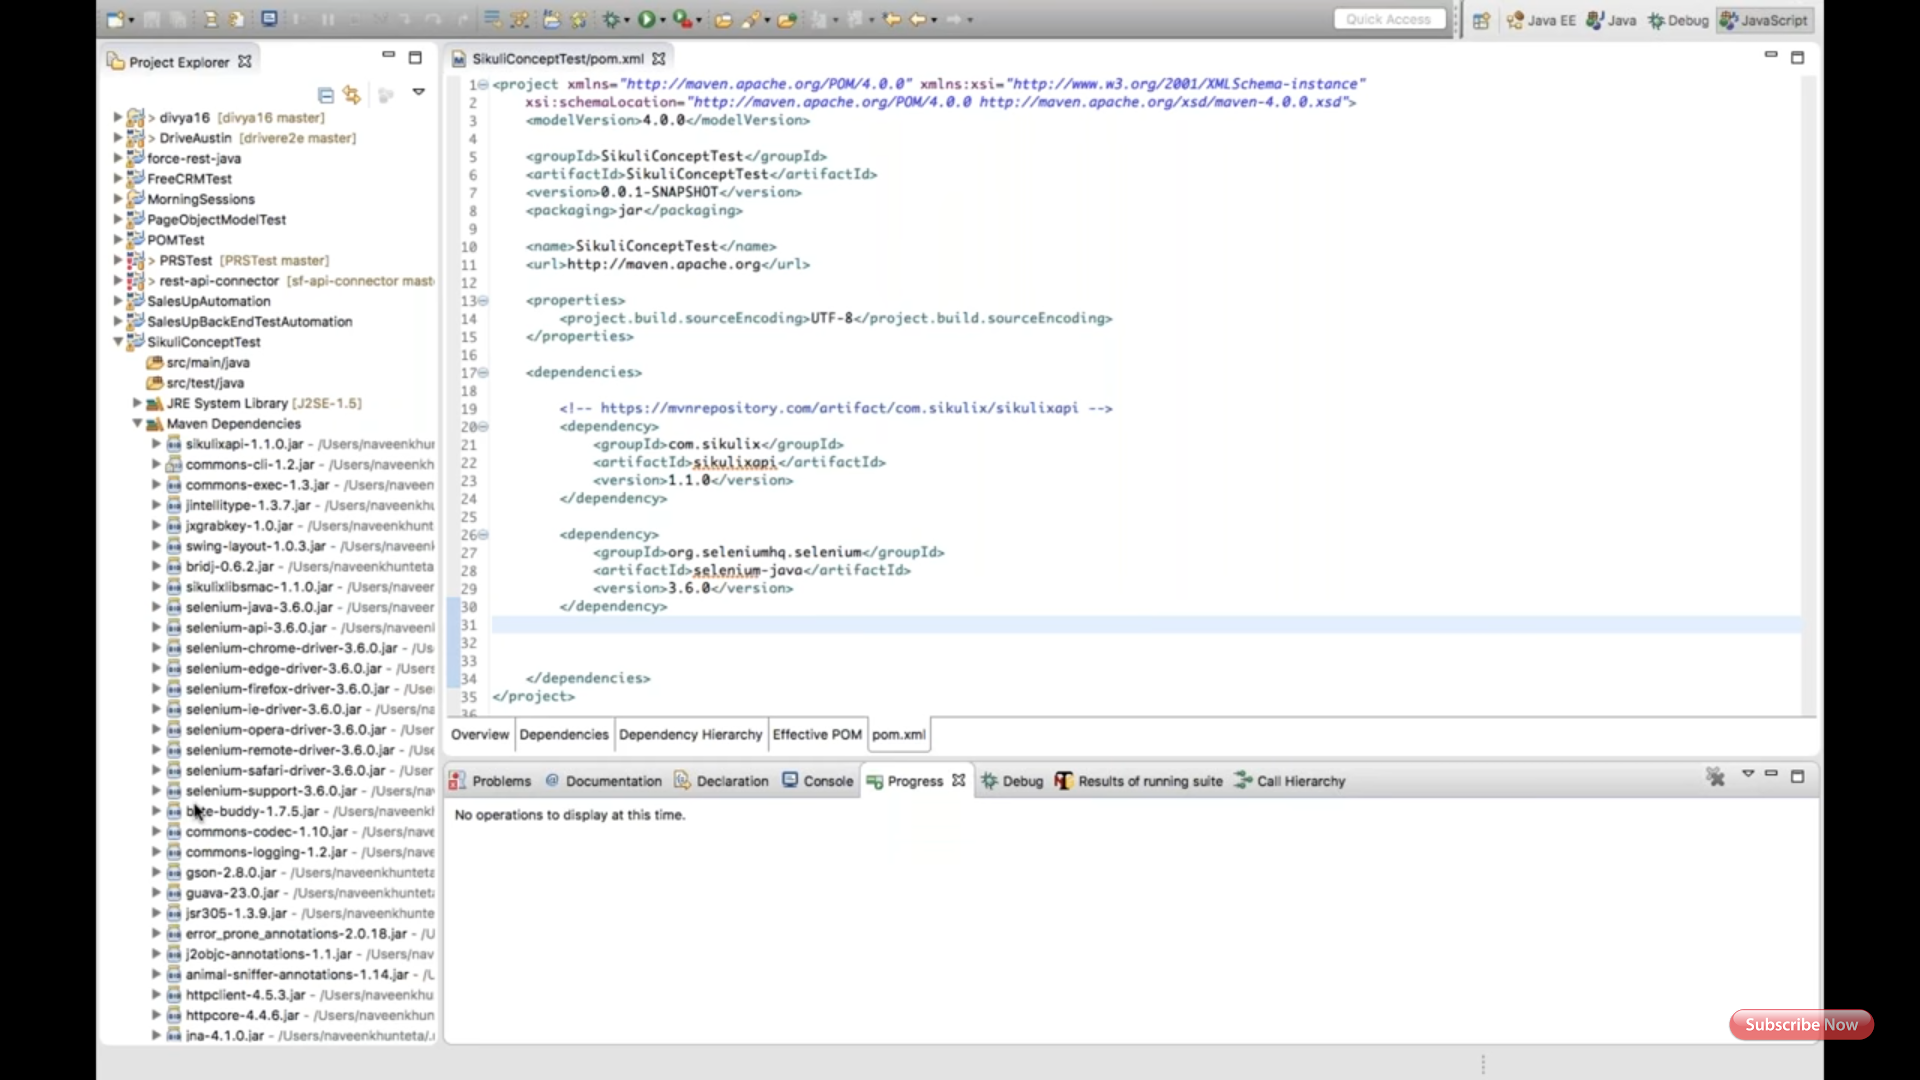 Quick Access
Java EE
Java
Debug
JavaScript
Project Explorer
> divya16 [divya16 master]
> DriveAustin [drivere2e master]
force-rest-java
FreeCRMTest
MorningSessions
PageObjectModelTest
POMTest
> PRSTest [PRSTest master]
> rest-api-connector [sf-api-connector mast
SalesUpAutomation
SalesUpBackEndTestAutomation
SikuliConceptTest
src/main/java
src/test/java
JRE System Library [J2SE-1.5]
Maven Dependencies
sikulixapi-1.1.0.jar - /Users/naveenkhur
commons-cli-1.2.jar - /Users/naveenkh
commons-exec-1.3.jar - /Users/naveen
jintellitype-1.3.7.jar - /Users/naveenkhu
jxgrabkey-1.0.jar - /Users/naveenkhunt
swing-layout-1.0.3.jar - /Users/naveenl
bridj-0.6.2.jar - /Users/naveenkhunteta
sikulixlibsmac-1.1.0.jar - /Users/naveer
selenium-java-3.6.0.jar - /Users/naveer
selenium-api-3.6.0.jar - /Users/naveenl
selenium-chrome-driver-3.6.0.jar - /Us
selenium-edge-driver-3.6.0.jar - /Users
selenium-firefox-driver-3.6.0.jar - /Use
selenium-ie-driver-3.6.0.jar - /Users/na
selenium-opera-driver-3.6.0.jar - /User
selenium-remote-driver-3.6.0.jar - /Use
selenium-safari-driver-3.6.0.jar - /User
selenium-support-3.6.0.jar - /Users/nav
byte-buddy-1.7.5.jar - /Users/naveenkl
commons-codec-1.10.jar - /Users/nave
commons-logging-1.2.jar - /Users/nave
gson-2.8.0.jar - /Users/naveenkhunteta
guava-23.0.jar - /Users/naveenkhunteta
jsr305-1.3.9.jar - /Users/naveenkhunte
error_prone_annotations-2.0.18.jar - /U
j2objc-annotations-1.1.jar - /Users/nav
animal-sniffer-annotations-1.14.jar - /L
httpclient-4.5.3.jar - /Users/naveenkhu
httpcore-4.4.6.jar - /Users/naveenkhun
jna-4.1.0.jar - /Users/naveenkhunteta/.
SikuliConceptTest/pom.xml
1 <project xmlns="http://maven.apache.org/POM/4.0.0" xmlns:xsi="http://www.w3.org/2001/XMLSchema-instance"
2 xsi:schemaLocation="http://maven.apache.org/POM/4.0.0 http://maven.apache.org/xsd/maven-4.0.0.xsd">
3 <modelVersion>4.0.0</modelVersion>
4
5 <groupId>SikuliConceptTest</groupId>
6 <artifactId>SikuliConceptTest</artifactId>
7 <version>0.0.1-SNAPSHOT</version>
8 <packaging>jar</packaging>
9
10 <name>SikuliConceptTest</name>
11 <url>http://maven.apache.org</url>
12
13 <properties>
14 <project.build.sourceEncoding>UTF-8</project.build.sourceEncoding>
15 </properties>
16
17 <dependencies>
18
19 <!-- https://mvnrepository.com/artifact/com.sikulix/sikulixapi -->
20 <dependency>
21 <groupId>com.sikulix</groupId>
22 <artifactId>sikulixapi</artifactId>
23 <version>1.1.0</version>
24 </dependency>
25
26 <dependency>
27 <groupId>org.seleniumhq.selenium</groupId>
28 <artifactId>selenium-java</artifactId>
29 <version>3.6.0</version>
30 </dependency>
31
32
33
34 </dependencies>
35 </project>
36
Overview Dependencies Dependency Hierarchy Effective POM pom.xml
Problems @ Documentation Declaration Console Progress Debug Results of running suite Call Hierarchy
No operations to display at this time.
Subscribe Now